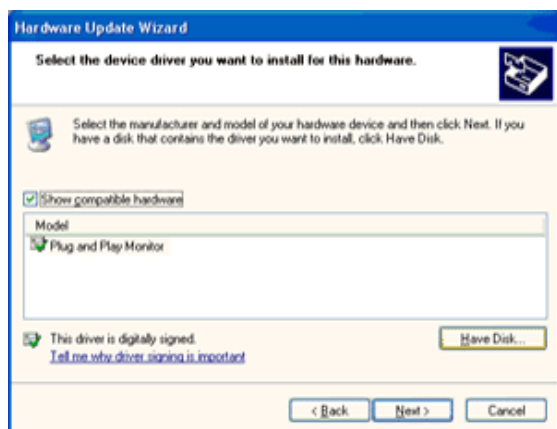 Hardware Update Wizard
Select the device driver you want to install for this hardware.
Select the manufacturer and model of your hardware device and then click Next. If you
have a disk that contains the driver you want to install, click Have Disk.
Show compatible hardware
Model
Plug and Play Monitor
This driver is digitally signed.
Have Disk...
Tell me why driver signing is important
< Back
Next >
Cancel